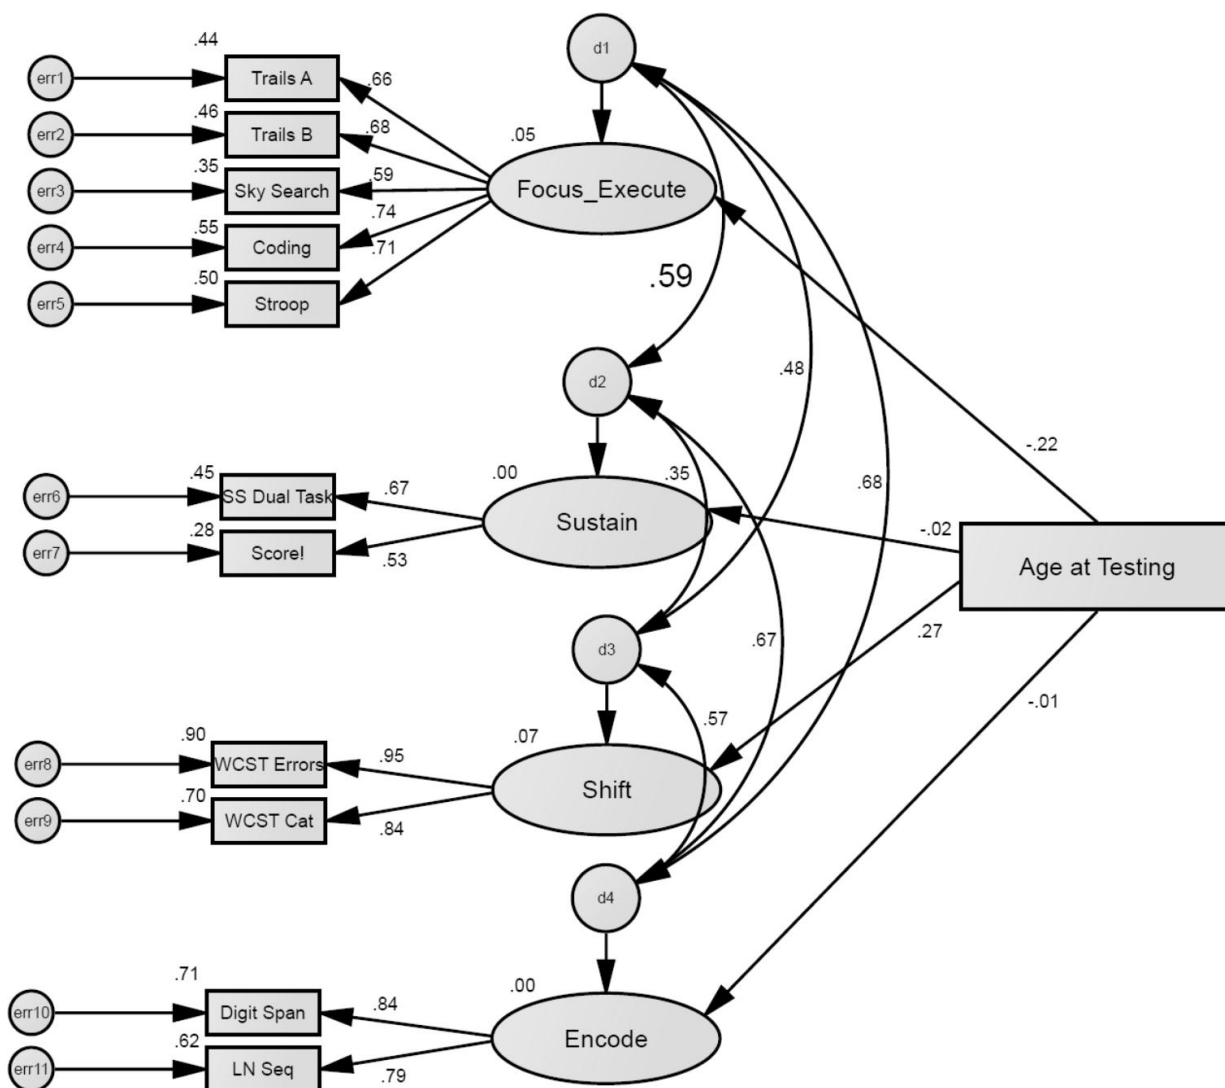 d1
.44
err1
Trails A
.66
.46
err2
Trails B
.68
.05
.35
err3
Sky Search
.59
Focus_Execute
.55
err4
Coding
.74
.50
err5
Stroop
.71
.59
d2
.48
-.22
.45
err6
SS Dual Task
.67
.00
.35
.68
Sustain
-.02
.28
err7
Score!
.53
Age at Testing
d3
.67
.27
-.01
.90
err8
WCST Errors
.95
.07
.57
Shift
.70
err9
WCST Cat
.84
d4
.71
err10
Digit Span
.84
.00
Encode
.62
err11
LN Seq
.79